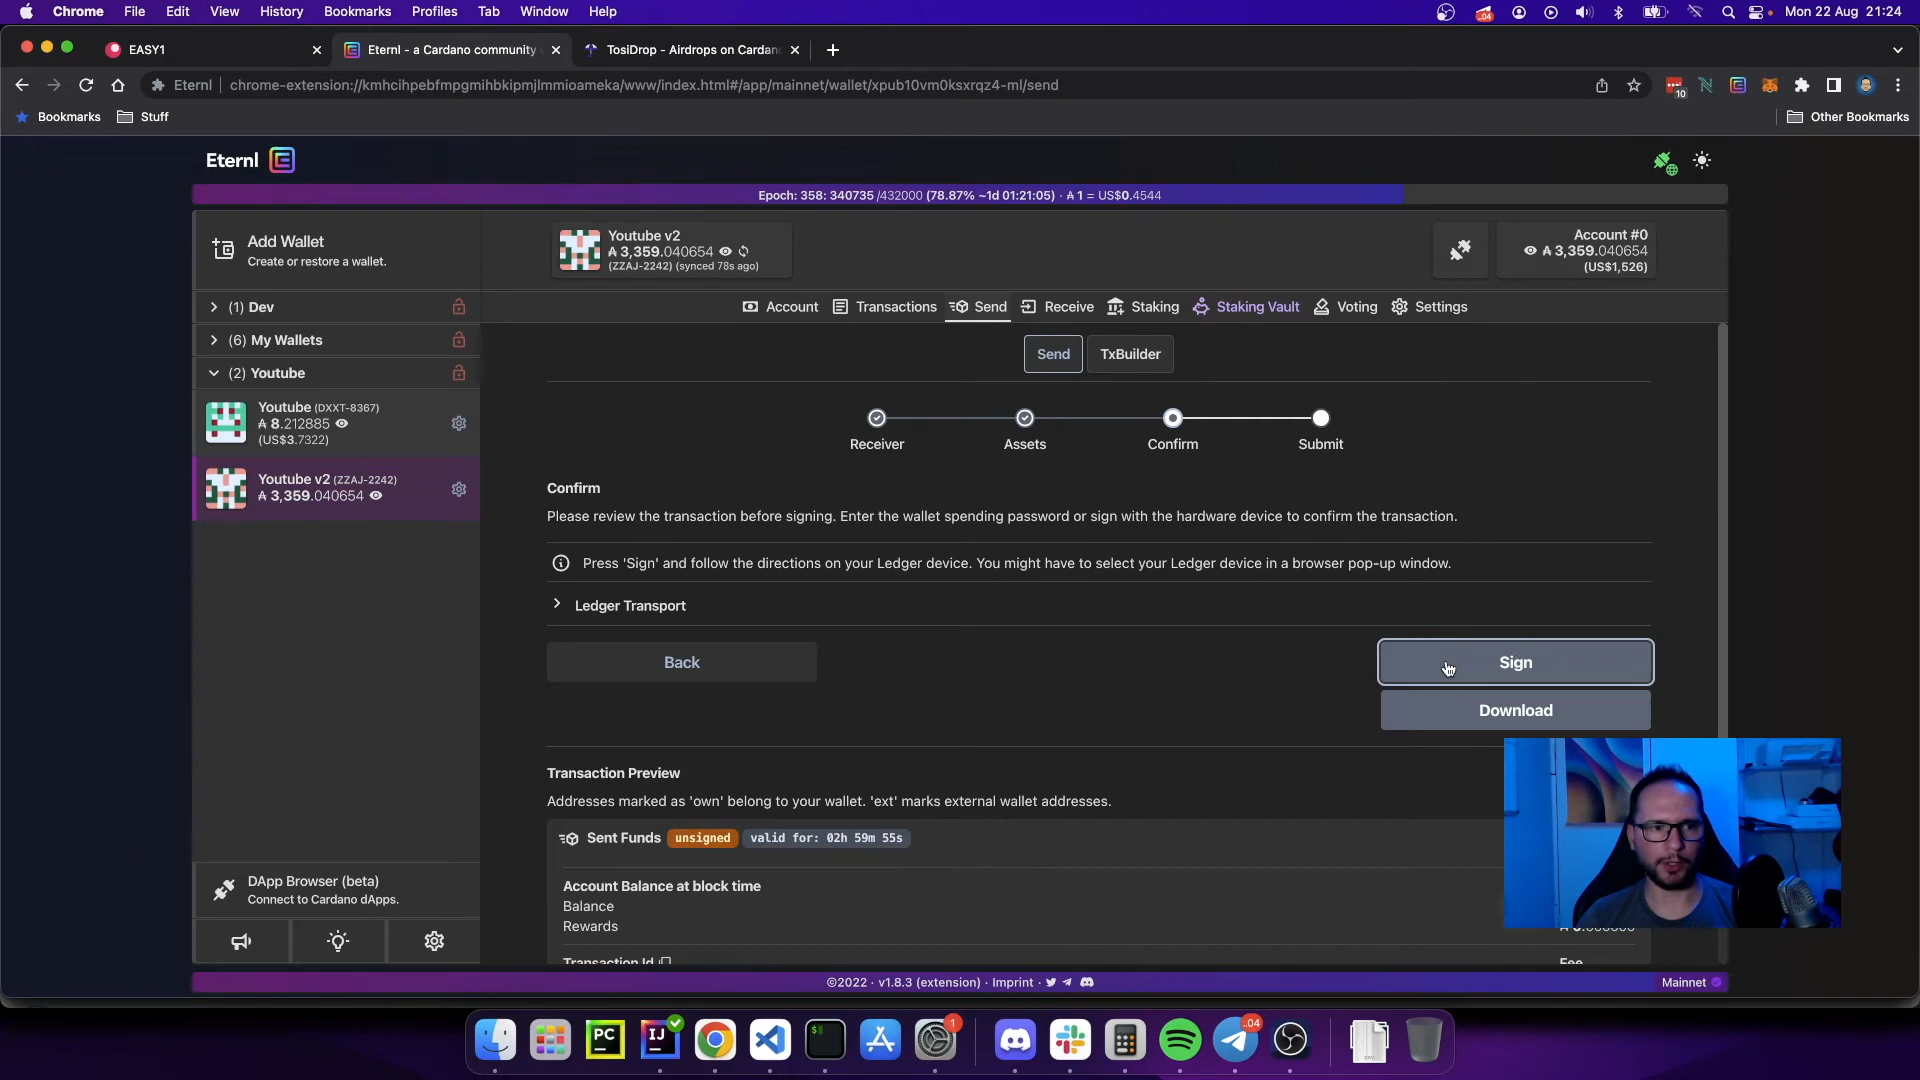 Chrome File Edit View History Bookmarks Profiles Tab Window Help
.04
Mon 22 Aug 21:24
EASY1
Eternl - a Cardano community
TosiDrop - Airdrops on Cardan
Eternl
chrome-extension://kmhcihpebfmpgmihbkipmjlmmioameka/www/index.html#/app/mainnet/wallet/xpub10vm0ksxrqz4-ml/send
10
Bookmarks
Stuff
Other Bookmarks
Eternl
Epoch: 358: 340735 /432000 (78.87% ~1d 01:21:05) · ₳ 1 = US$0.4544
Add Wallet
Create or restore a wallet.
Youtube v2
₳ 3,359.040654
(ZZAJ-2242) (synced 78s ago)
Account #0
₳ 3,359.040654
(US$1,526)
(1) Dev
(6) My Wallets
(2) Youtube
Youtube (DXXT-8367)
₳ 8.212885
(US$3.7322)
Youtube v2 (ZZAJ-2242)
₳ 3,359.040654
Account
Transactions
Send
Receive
Staking
Staking Vault
Voting
Settings
Send
TxBuilder
Receiver
Assets
Confirm
Submit
Confirm
Please review the transaction before signing. Enter the wallet spending password or sign with the hardware device to confirm the transaction.
Press 'Sign' and follow the directions on your Ledger device. You might have to select your Ledger device in a browser pop-up window.
Ledger Transport
Back
Sign
Download
Transaction Preview
Addresses marked as 'own' belong to your wallet. 'ext' marks external wallet addresses.
Sent Funds unsigned valid for: 02h 59m 55s
Account Balance at block time
Balance
Rewards
Transaction Id
Fee
DApp Browser (beta)
Connect to Cardano dApps.
©2022 · v1.8.3 (extension) · Imprint ·
Mainnet
PC
IJ
$
1
.04